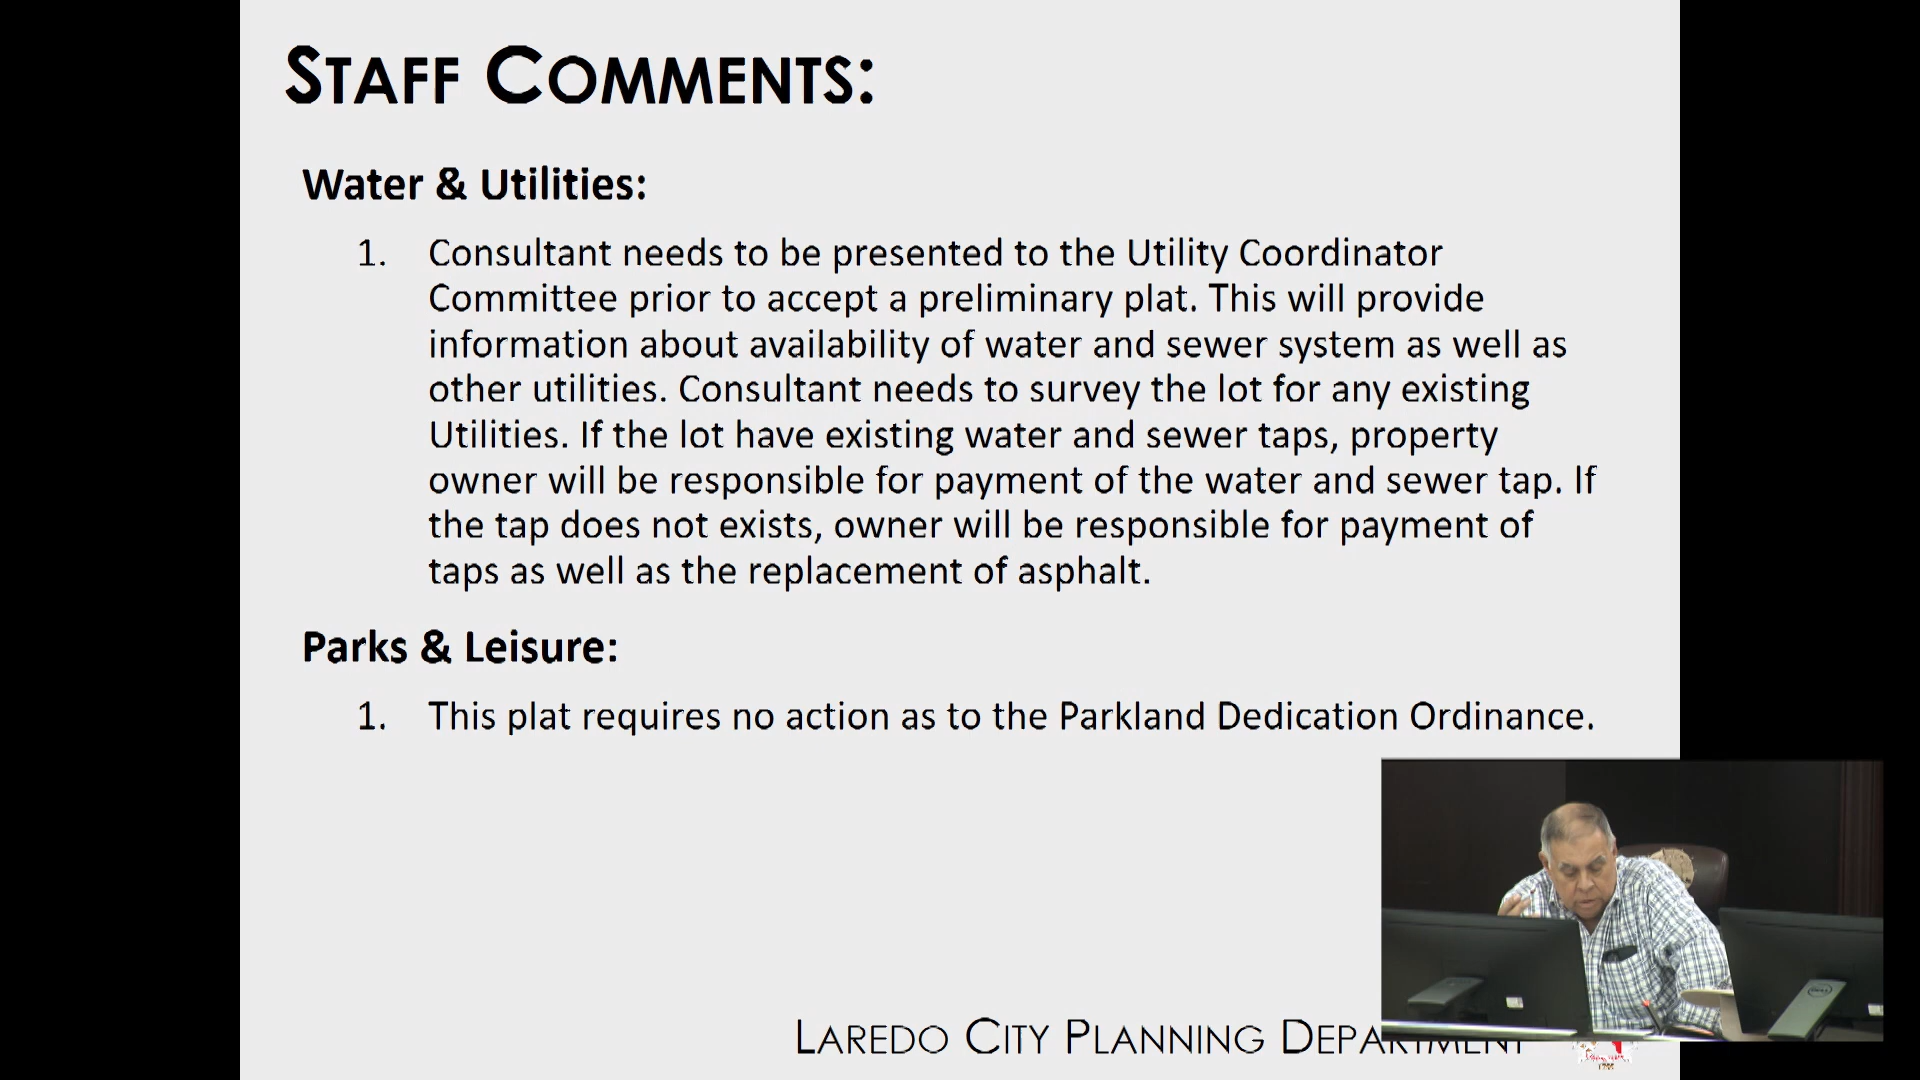 STAFF COMMENTS:
Water & Utilities:
1. Consultant needs to be presented to the Utility Coordinator
Committee prior to accept a preliminary plat. This will provide
information about availability of water and sewer system as well as
other utilities. Consultant needs to survey the lot for any existing
Utilities. If the lot have existing water and sewer taps, property
owner will be responsible for payment of the water and sewer tap. If
the tap does not exists, owner will be responsible for payment of
taps as well as the replacement of asphalt.
Parks & Leisure:
1. This plat requires no action as to the Parkland Dedication Ordinance.
LAREDO CITY PLANNING DEPARTMENT